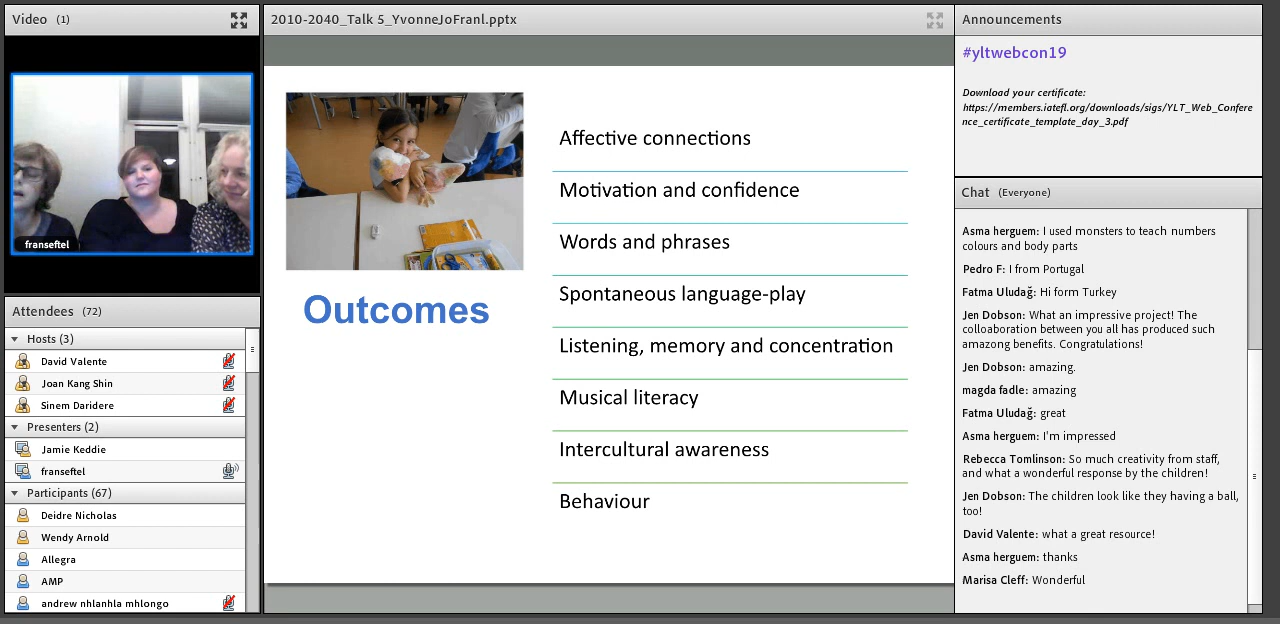 Video (1)
franseftel
Attendees (72)
Hosts (3)
David Valente
Joan Kang Shin
Sinem Daridere
Presenters (2)
Jamie Keddie
franseftel
Participants (67)
Deidre Nicholas
Wendy Arnold
Allegra
AMP
andrew nhlanhla mhlongo
2010-2040_Talk 5_YvonneJoFranl.pptx
Outcomes
Affective connections
Motivation and confidence
Words and phrases
Spontaneous language-play
Listening, memory and concentration
Musical literacy
Intercultural awareness
Behaviour
Announcements
#yltwebcon19
Download your certificate:
https://members.iatefl.org/downloads/sigs/YLT_Web_Confere
nce_certificate_template_day_3.pdf
Chat (Everyone)
Asma herguem: I used monsters to teach numbers
colours and body parts
Pedro F: I from Portugal
Fatma Uludağ: Hi form Turkey
Jen Dobson: What an impressive project! The
colloaboration between you all has produced such
amazong benefits. Congratulations!
Jen Dobson: amazing.
magda fadle: amazing
Fatma Uludağ: great
Asma herguem: I'm impressed
Rebecca Tomlinson: So much creativity from staff,
and what a wonderful response by the children!
Jen Dobson: The children look like they having a ball,
too!
David Valente: what a great resource!
Asma herguem: thanks
Marisa Cleff: Wonderful